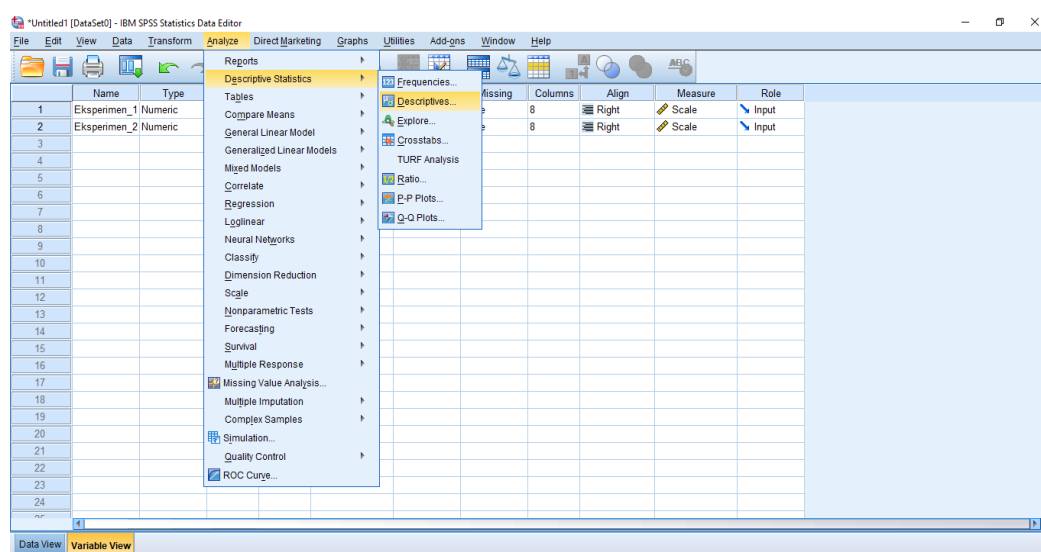 *Untitled1 [DataSet0] - IBM SPSS Statistics Data Editor
File Edit View Data Transform Analyze Direct Marketing Graphs Utilities Add-ons Window Help
Reports
Descriptive Statistics
Tables
Compare Means
General Linear Model
Generalized Linear Models
Mixed Models
Correlate
Regression
Loglinear
Neural Networks
Classify
Dimension Reduction
Scale
Nonparametric Tests
Forecasting
Survival
Multiple Response
Missing Value Analysis...
Multiple Imputation
Complex Samples
Simulation...
Quality Control
ROC Curve...
Frequencies...
Descriptives...
Explore...
Crosstabs...
TURF Analysis
Ratio...
P-P Plots...
Q-Q Plots...
Name Type Missing Columns Align Measure Role
1 Eksperimen_1 Numeric 8 Right Scale Input
2 Eksperimen_2 Numeric 8 Right Scale Input
3
4
5
6
7
8
9
10
11
12
13
14
15
16
17
18
19
20
21
22
23
24
Data View Variable View